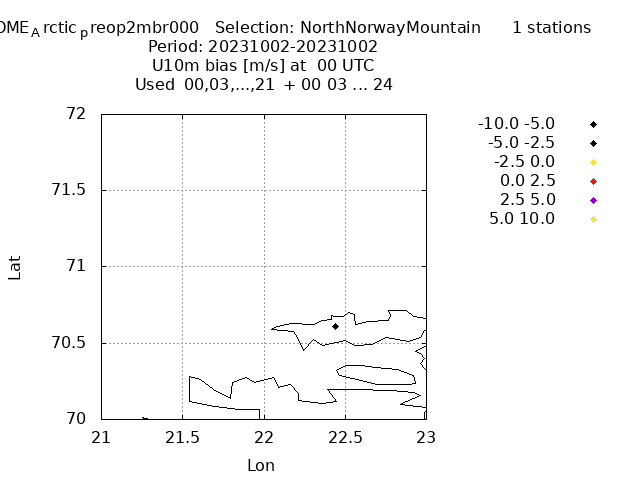 OME_A rctic_p reop2mbr000 Selection: NorthNorwayMountain 1 stations
Period: 20231002-20231002
U10m bias [m/s] at 00 UTC
Used 00,03,...,21 + 00 03 ... 24
-10.0 -5.0
-5.0 -2.5
-2.5 0.0
0.0 2.5
2.5 5.0
5.0 10.0
72
71.5
71
70.5
70
Lat
21 21.5 22 22.5 23
Lon